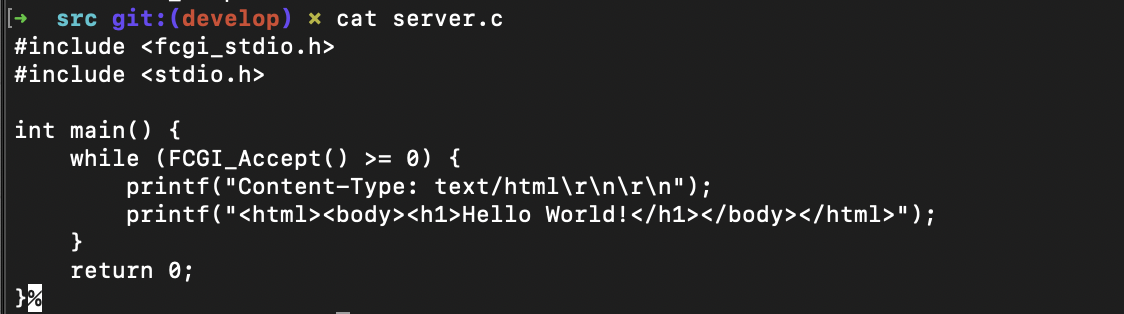 [→ src git:(develop) × cat server.c
#include <fcgi_stdio.h>
#include <stdio.h>
int main() {
    while (FCGI_Accept() >= 0) {
        printf("Content-Type: text/html\r\n\r\n");
        printf("<html><body><h1>Hello World!</h1></body></html>");
    }
    return 0;
}%